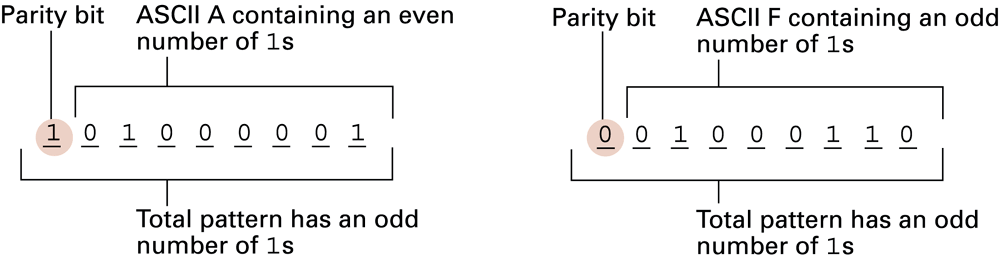 Parity bit
ASCII A containing an even
number of 1s
1 0 1 0 0 0 0 0 1
Total pattern has an odd
number of 1s
Parity bit
ASCII F containing an odd
number of 1s
0 0 1 0 0 0 1 1 0
Total pattern has an odd
number of 1s